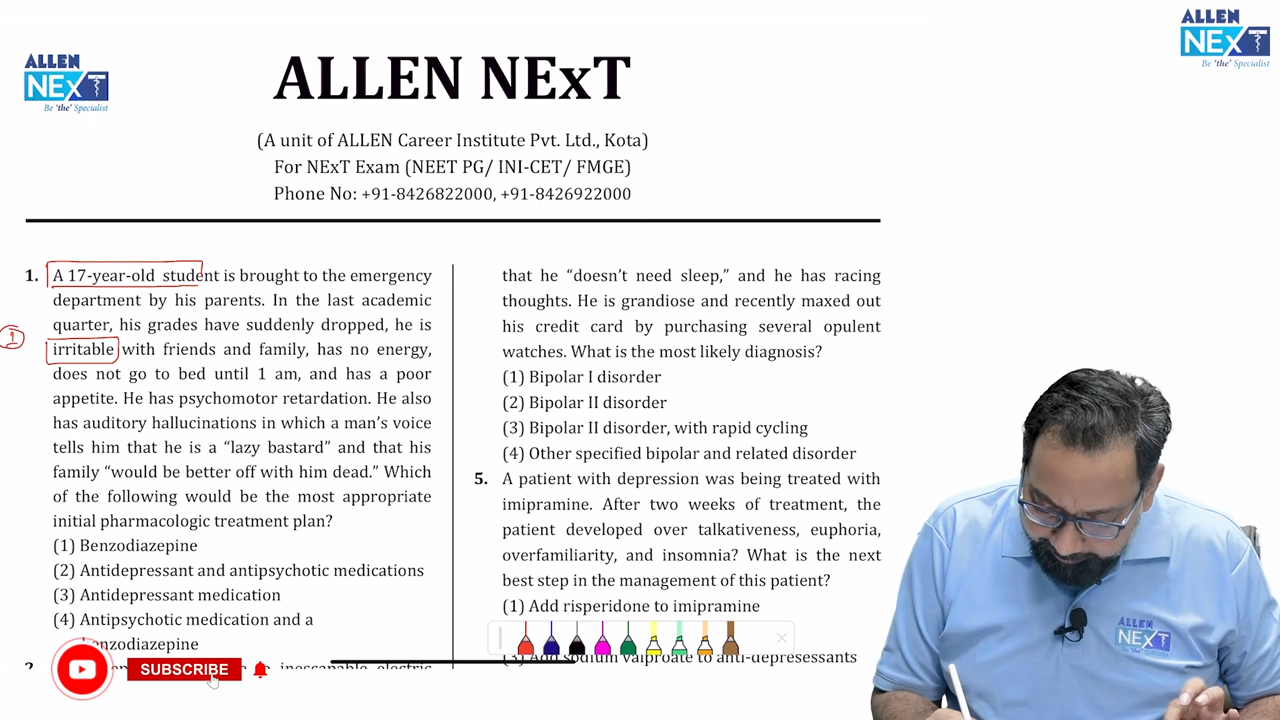 ALLEN
NExT
Be 'the' Specialist
ALLEN
NExT
Be 'the' Specialist
ALLEN NExT
(A unit of ALLEN Career Institute Pvt. Ltd., Kota)
For NExT Exam (NEET PG/ INI-CET/ FMGE)
Phone No: +91-8426822000, +91-8426922000
1. A 17-year-old student is brought to the emergency
department by his parents. In the last academic
quarter, his grades have suddenly dropped, he is
1
irritable with friends and family, has no energy,
does not go to bed until 1 am, and has a poor
appetite. He has psychomotor retardation. He also
has auditory hallucinations in which a man's voice
tells him that he is a "lazy bastard" and that his
family "would be better off with him dead." Which
of the following would be the most appropriate
initial pharmacologic treatment plan?
(1) Benzodiazepine
(2) Antidepressant and antipsychotic medications
(3) Antidepressant medication
(4) Antipsychotic medication and a
benzodiazepine
inescapable electric
SUBSCRIBE
that he "doesn't need sleep," and he has racing
thoughts. He is grandiose and recently maxed out
his credit card by purchasing several opulent
watches. What is the most likely diagnosis?
(1) Bipolar I disorder
(2) Bipolar II disorder
(3) Bipolar II disorder, with rapid cycling
(4) Other specified bipolar and related disorder
5. A patient with depression was being treated with
imipramine. After two weeks of treatment, the
patient developed over talkativeness, euphoria,
overfamiliarity, and insomnia? What is the next
best step in the management of this patient?
(1) Add risperidone to imipramine
(3) Add sodium valproate to anti-depresessants
ALLEN
NExT